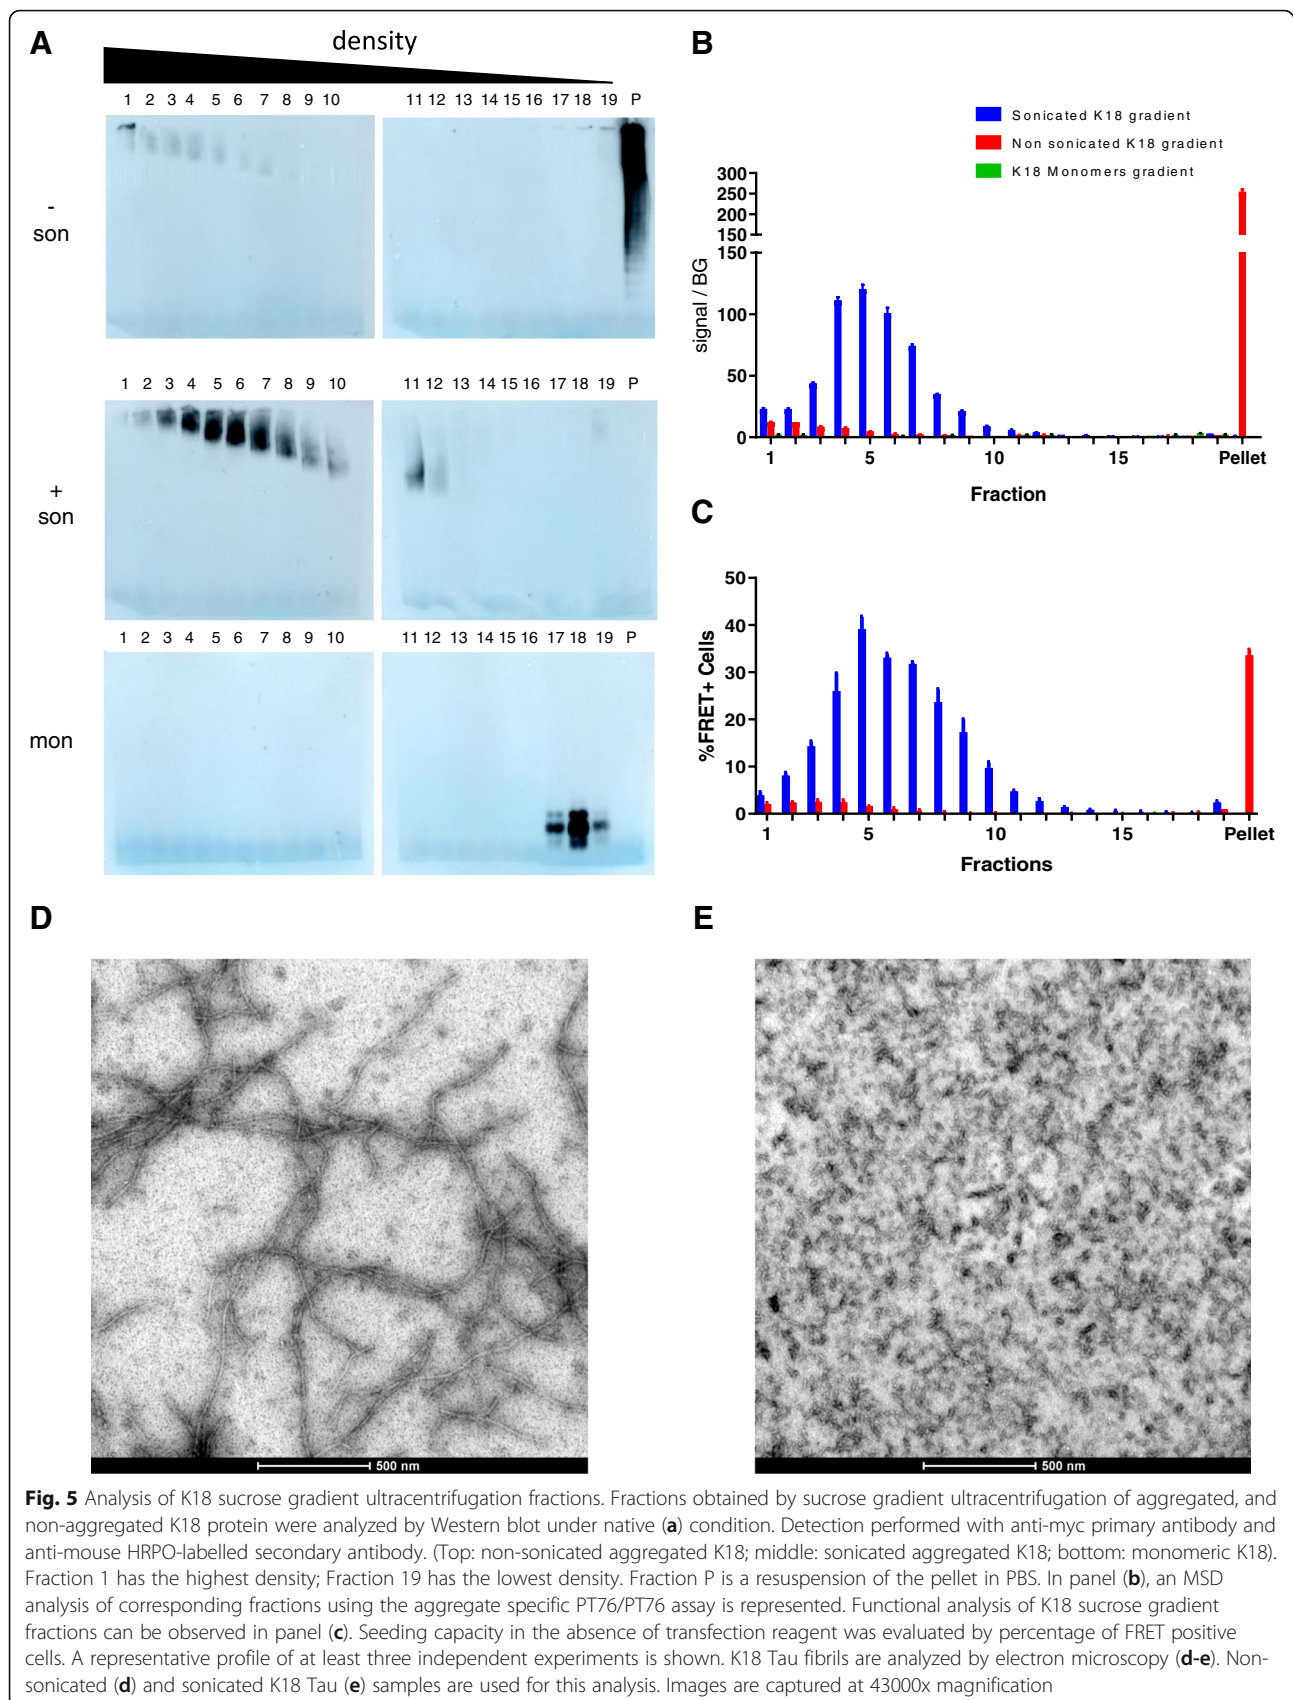 A
density
1 2 3 4 5 6 7 8 9 10 11 12 13 14 15 16 17 18 19 P
-
son
1 2 3 4 5 6 7 8 9 10 11 12 13 14 15 16 17 18 19 P
+
son
1 2 3 4 5 6 7 8 9 10 11 12 13 14 15 16 17 18 19 P
mon
B
Sonicated K18 gradient
Non sonicated K18 gradient
K18 Monomers gradient
300
250
200
150
150
100
50
0
signal / BG
1 5 10 15 Pellet
Fraction
C
50
40
30
20
10
0
%FRET+ Cells
1 5 10 15 Pellet
Fractions
D
500 nm
E
500 nm
Fig. 5 Analysis of K18 sucrose gradient ultracentrifugation fractions. Fractions obtained by sucrose gradient ultracentrifugation of aggregated, and
non-aggregated K18 protein were analyzed by Western blot under native (a) condition. Detection performed with anti-myc primary antibody and
anti-mouse HRPO-labelled secondary antibody. (Top: non-sonicated aggregated K18; middle: sonicated aggregated K18; bottom: monomeric K18).
Fraction 1 has the highest density; Fraction 19 has the lowest density. Fraction P is a resuspension of the pellet in PBS. In panel (b), an MSD
analysis of corresponding fractions using the aggregate specific PT76/PT76 assay is represented. Functional analysis of K18 sucrose gradient
fractions can be observed in panel (c). Seeding capacity in the absence of transfection reagent was evaluated by percentage of FRET positive
cells. A representative profile of at least three independent experiments is shown. K18 Tau fibrils are analyzed by electron microscopy (d-e). Non-
sonicated (d) and sonicated K18 Tau (e) samples are used for this analysis. Images are captured at 43000x magnification